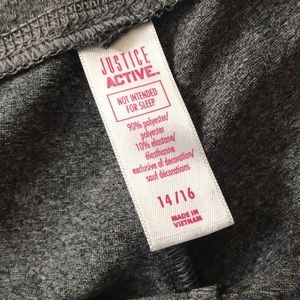 JUSTICE
ACTIVE™
NOT INTENDED
FOR SLEEP
90% polyester/
polyester
10% elastane/
élasthanne
exclusive of decoration/
sauf décorations
14/16
MADE IN
VIETNAM